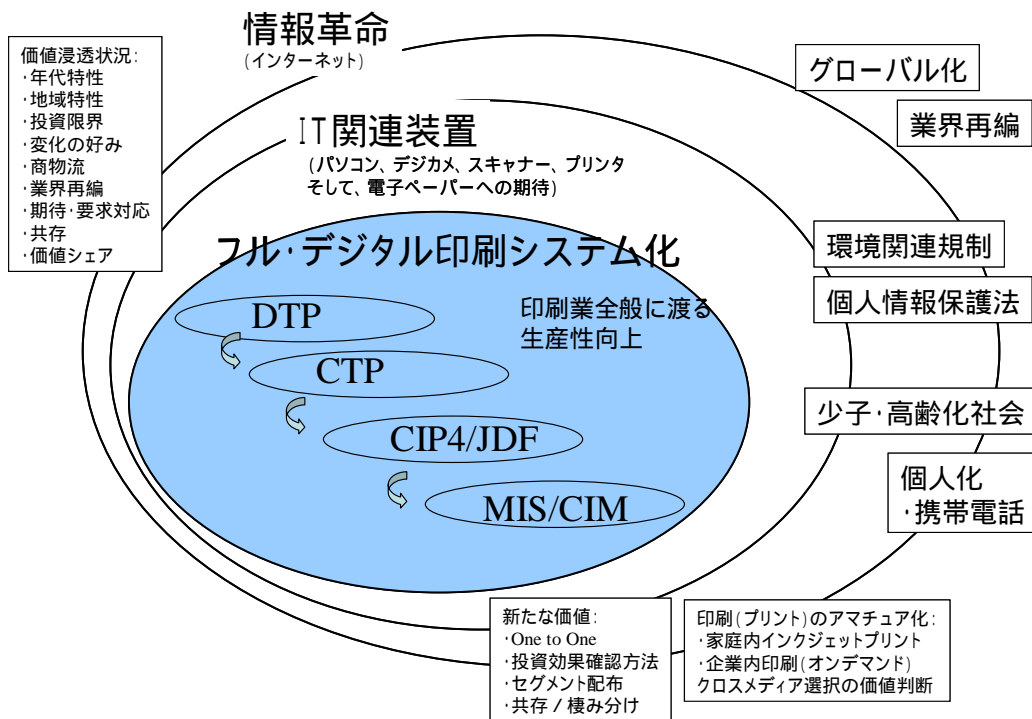 情報革命
(インターネット)
価値浸透状況:
・年代特性
・地域特性
・投資限界
・変化の好み
・商物流
・業界再編
・期待・要求対応
・共存
・価値シェア
グローバル化
業界再編
IT関連装置
(パソコン、デジカメ、スキャナー、プリンタ
そして、電子ペーパーへの期待)
フル・デジタル印刷システム化
環境関連規制
個人情報保護法
印刷業全般に渡る
生産性向上
DTP
CTP
CIP4/JDF
MIS/CIM
少子・高齢化社会
個人化
・携帯電話
新たな価値:
・One to One
・投資効果確認方法
・セグメント配布
・共存/棲み分け
印刷(プリント)のアマチュア化:
・家庭内インクジェットプリント
・企業内印刷(オンデマンド)
クロスメディア選択の価値判断